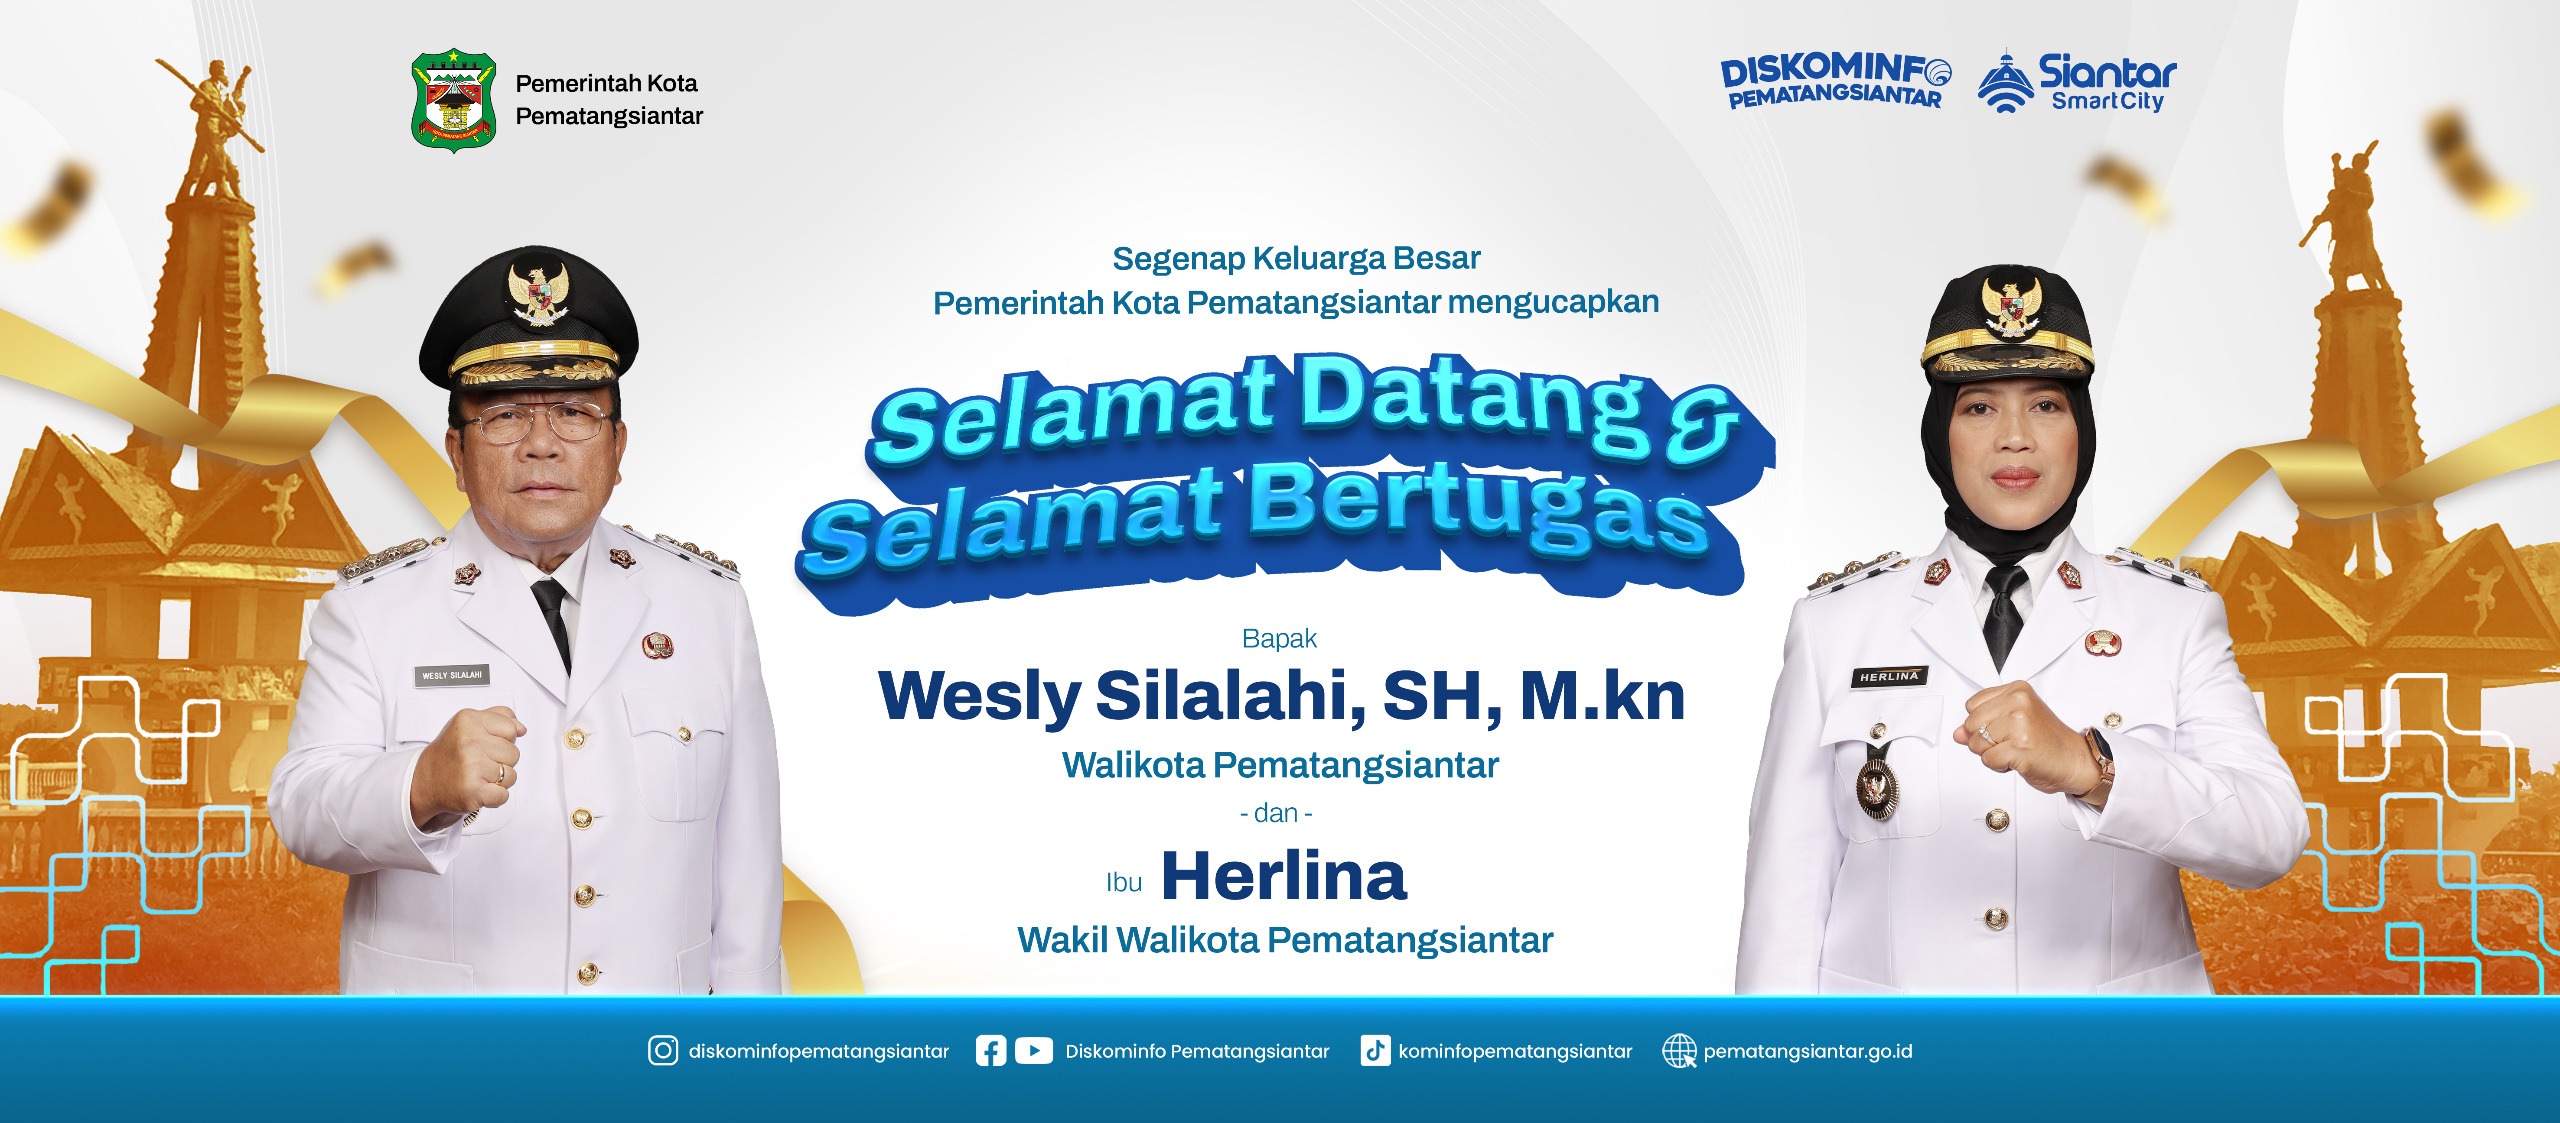 Pemerintah Kota
Pematangsiantar
DISKOMINFO
PEMATANGSIANTAR
Siantar
SmartCity
Segenap Keluarga Besar
Pemerintah Kota Pematangsiantar mengucapkan
Selamat Datang &
Selamat Bertugas
Bapak
Wesly Silalahi, SH, M.kn
Walikota Pematangsiantar
- dan -
Ibu Herlina
Wakil Walikota Pematangsiantar
WESLY SILALAHI
HERLINA
diskominfopematangsiantar
Diskominfo Pematangsiantar
kominfopematangsiantar
pematangsiantar.go.id